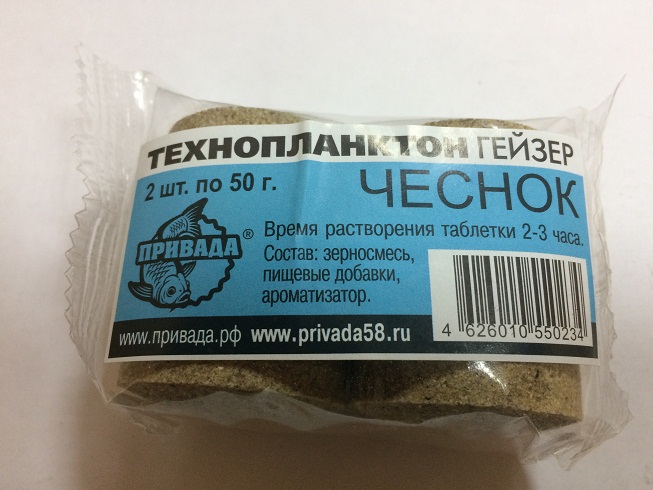 ТЕХНОПЛАНКТОН ГЕЙЗЕР
2 шт. по 50 г.
ЧЕСНОК
ПРИВАДА ®
Время растворения таблетки 2-3 часа.
Состав: зерносмесь,
пищевые добавки,
ароматизатор.
4 626010 550234
www.привада.рф www.privada58.ru